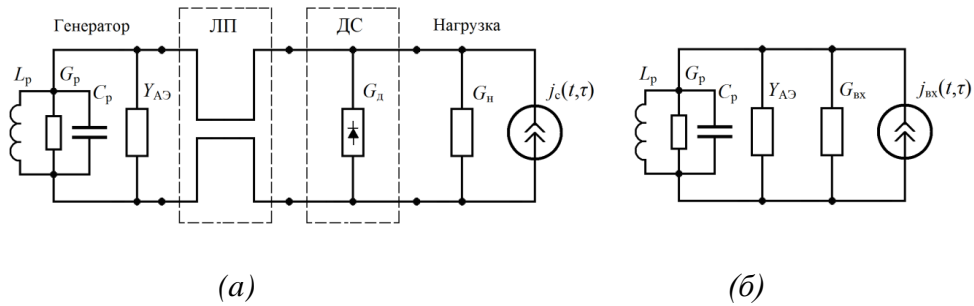 Генератор ЛП ДС Нагрузка
Lр Gр Cр YАЭ Gд Gн jс(t,τ)
Lр Gр Cр YАЭ Gвх jвх(t,τ)
(а) (б)